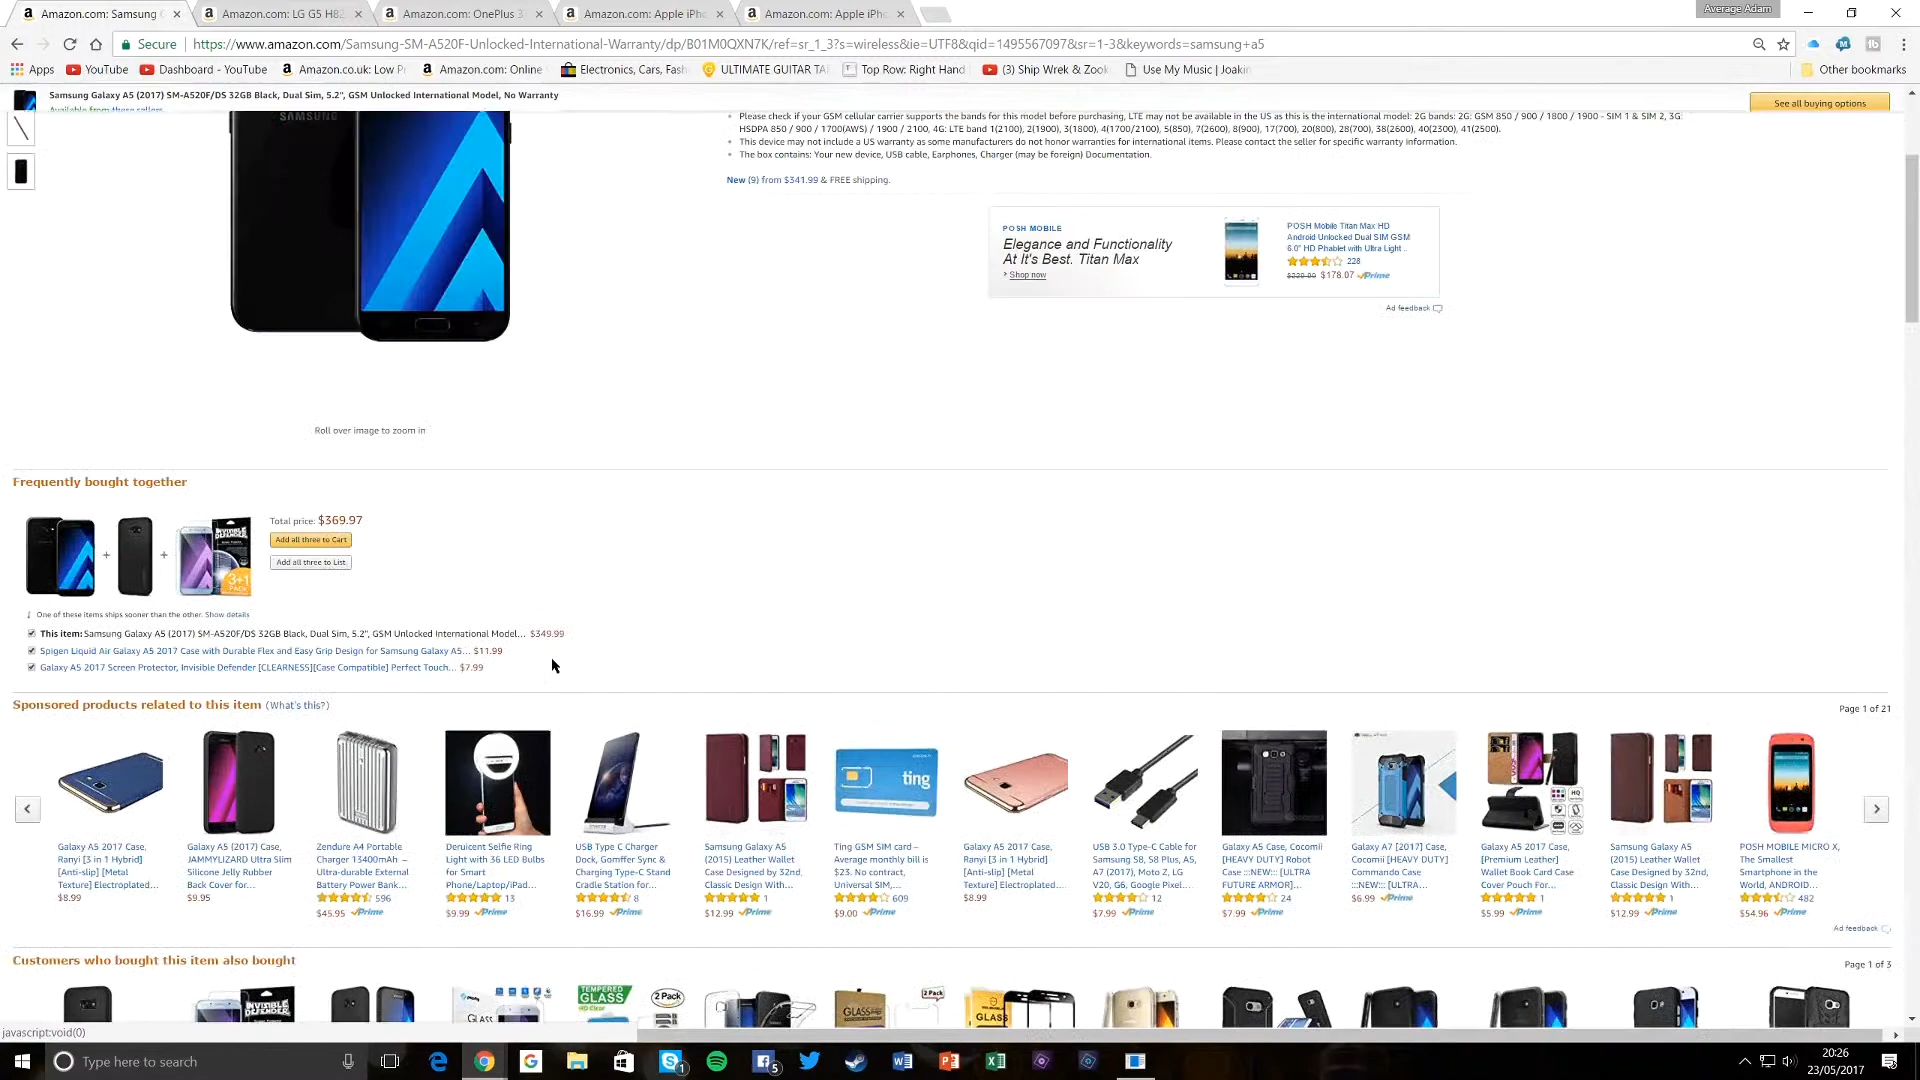 Amazon.com: Samsung G
Amazon.com: LG G5 H82
Amazon.com: OnePlus 3
Amazon.com: Apple iPho
Amazon.com: Apple iPho
Average Adam
Secure
https://www.amazon.com/Samsung-SM-A520F-Unlocked-International-Warranty/dp/B01M0QXN7K/ref=sr_1_3?s=wireless&ie=UTF8&qid=1495567097&sr=1-3&keywords=samsung+a5
Apps
YouTube
Dashboard - YouTube
Amazon.co.uk: Low P
Amazon.com: Online
Electronics, Cars, Fash
ULTIMATE GUITAR TA
Top Row: Right Hand
(3) Ship Wrek & Zook
Use My Music | Joaki
Other bookmarks
Samsung Galaxy A5 (2017) SM-A520F/DS 32GB Black, Dual Sim, 5.2", GSM Unlocked International Model, No Warranty
Available from these sellers.
See all buying options
SAMSUNG
Please check if your GSM cellular carrier supports the bands for this model before purchasing, LTE may not be available in the US as this is the international model: 2G bands: 2G: GSM 850 / 900 / 1800 / 1900 - SIM 1 & SIM 2, 3G:
HSDPA 850 / 900 / 1700(AWS) / 1900 / 2100, 4G: LTE band 1(2100), 2(1900), 3(1800), 4(1700/2100), 5(850), 7(2600), 8(900), 17(700), 20(800), 28(700), 38(2600), 40(2300), 41(2500).
This device may not include a US warranty as some manufacturers do not honor warranties for international items. Please contact the seller for specific warranty information.
The box contains: Your new device, USB cable, Earphones, Charger (may be foreign) Documentation.
New (9) from $341.99 & FREE shipping.
POSH MOBILE
Elegance and Functionality
At It's Best. Titan Max
Shop now
POSH Mobile Titan Max HD
Android Unlocked Dual SIM GSM
6.0" HD Phablet with Ultra Light ..
228
$229.99 $178.07 Prime
Ad feedback
Roll over image to zoom in
Frequently bought together
Total price: $369.97
Add all three to Cart
Add all three to List
INVISIBLE DEFENDER
3+1 PACK
One of these items ships sooner than the other. Show details
This item: Samsung Galaxy A5 (2017) SM-A520F/DS 32GB Black, Dual Sim, 5.2", GSM Unlocked International Model... $349.99
Spigen Liquid Air Galaxy A5 2017 Case with Durable Flex and Easy Grip Design for Samsung Galaxy A5... $11.99
Galaxy A5 2017 Screen Protector, Invisible Defender [CLEARNESS][Case Compatible] Perfect Touch... $7.99
Sponsored products related to this item (What's this?)
Page 1 of 21
ting
Galaxy A5 2017 Case,
Ranyi [3 in 1 Hybrid]
[Anti-slip] [Metal
Texture] Electroplated...
$8.99
Galaxy A5 (2017) Case,
JAMMYLIZARD Ultra Slim
Silicone Jelly Rubber
Back Cover for...
$9.95
Zendure A4 Portable
Charger 13400mAh –
Ultra-durable External
Battery Power Bank...
596
$45.95 Prime
Deruicent Selfie Ring
Light with 36 LED Bulbs
for Smart
Phone/Laptop/iPad...
13
$9.99 Prime
USB Type C Charger
Dock, Gomffer Sync &
Charging Type-C Stand
Cradle Station for...
8
$16.99 Prime
Samsung Galaxy A5
(2015) Leather Wallet
Case Designed by 32nd,
Classic Design With...
1
$12.99 Prime
Ting GSM SIM card –
Average monthly bill is
$23. No contract,
Universal SIM,...
609
$9.00 Prime
Galaxy A5 2017 Case,
Ranyi [3 in 1 Hybrid]
[Anti-slip] [Metal
Texture] Electroplated...
$8.99
USB 3.0 Type-C Cable for
Samsung S8, S8 Plus, A5,
A7 (2017), Moto Z, LG
V20, G6, Google Pixel...
12
$7.99 Prime
Galaxy A5 Case, Cocomii
[HEAVY DUTY] Robot
Case :::NEW::: [ULTRA
FUTURE ARMOR]...
24
$7.99 Prime
Galaxy A7 [2017] Case,
Cocomii [HEAVY DUTY]
Commando Case
:::NEW::: [ULTRA...
$6.99 Prime
Galaxy A5 2017 Case,
[Premium Leather]
Wallet Book Card Case
Cover Pouch For...
1
$5.99 Prime
Samsung Galaxy A5
(2015) Leather Wallet
Case Designed by 32nd,
Classic Design With...
1
$12.99 Prime
POSH MOBILE MICRO X,
The Smallest
Smartphone in the
World, ANDROID...
482
$54.96 Prime
Ad feedback
Customers who bought this item also bought
Page 1 of 3
INVISIBLE DEFENDER
GLASS
TEMPERED GLASS
2 Pack
GLASS
2 Pack
GLASS
javascript:void(0)
Type here to search
1
5
20:26
23/05/2017